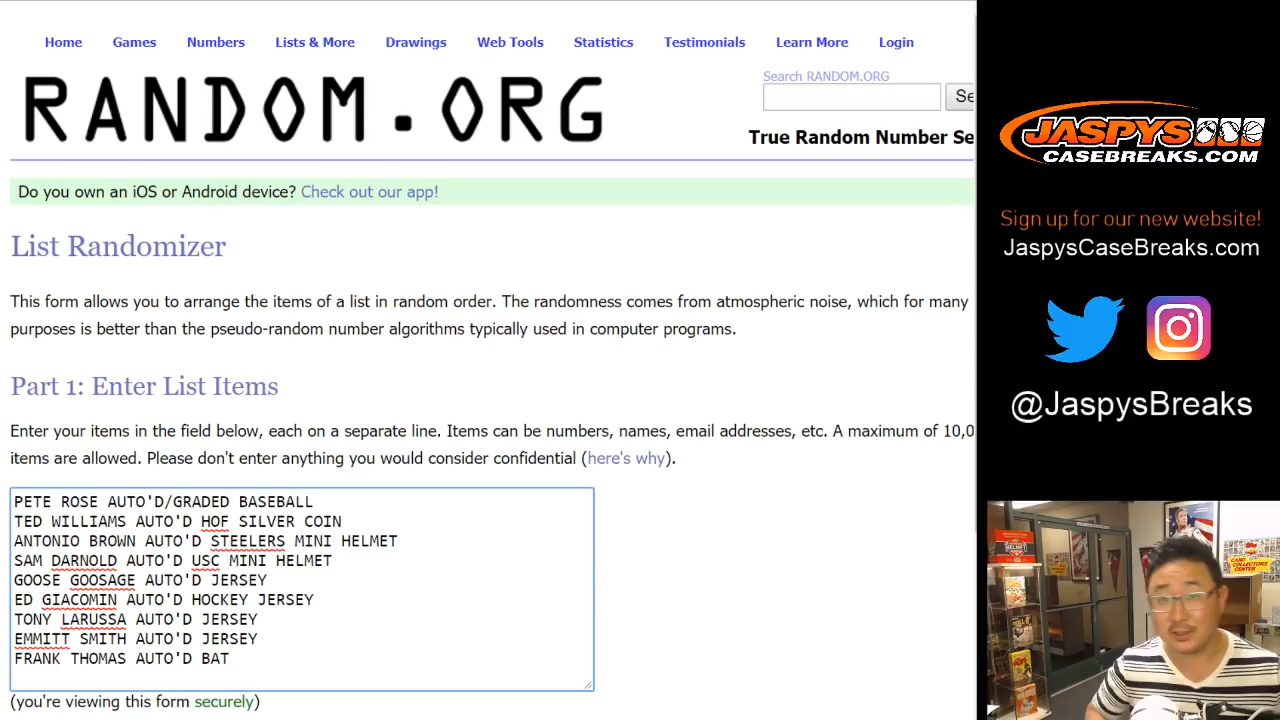 Home Games Numbers Lists & More Drawings Web Tools Statistics Testimonials Learn More Login
RANDOM.ORG
Search RANDOM.ORG
Se
True Random Number Se
Do you own an iOS or Android device? Check out our app!
List Randomizer
This form allows you to arrange the items of a list in random order. The randomness comes from atmospheric noise, which for many
purposes is better than the pseudo-random number algorithms typically used in computer programs.
Part 1: Enter List Items
Enter your items in the field below, each on a separate line. Items can be numbers, names, email addresses, etc. A maximum of 10,0
items are allowed. Please don't enter anything you would consider confidential (here's why).
PETE ROSE AUTO'D/GRADED BASEBALL
TED WILLIAMS AUTO'D HOF SILVER COIN
ANTONIO BROWN AUTO'D STEELERS MINI HELMET
SAM DARNOLD AUTO'D USC MINI HELMET
GOOSE GOOSAGE AUTO'D JERSEY
ED GIACOMIN AUTO'D HOCKEY JERSEY
TONY LARUSSA AUTO'D JERSEY
EMMITT SMITH AUTO'D JERSEY
FRANK THOMAS AUTO'D BAT
(you're viewing this form securely)
JASPYS
CASEBREAKS.COM
Sign up for our new website!
JaspysCaseBreaks.com
@JaspysBreaks
HELMET
CARD
COLLECTORS
CENTER